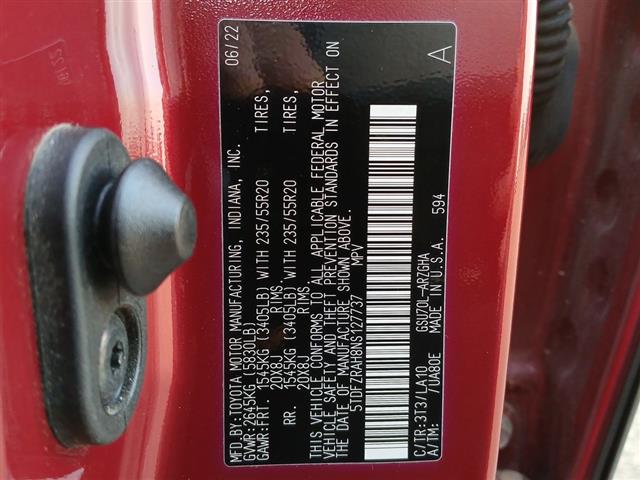 MFD.BY:TOYOTA MOTOR MANUFACTURING, INDIANA, INC. 06/22
GVWR:2645KG (5830LB)
GAWR:FRT. 1545KG (3405LB) WITH 235/55R20 TIRES,
20X8J RIMS
RR. 1545KG (3405LB) WITH 235/55R20 TIRES,
20X8J RIMS
THIS VEHICLE CONFORMS TO ALL APPLICABLE FEDERAL MOTOR
VEHICLE SAFETY AND THEFT PREVENTION STANDARDS IN EFFECT ON
THE DATE OF MANUFACTURE SHOWN ABOVE.
5TDFZRAH8NS127737 MPV
C/TR:3T3/LA10 GSU70L-ARZGHA
A/TM: /UA80E MADE IN U.S.A. 594
A